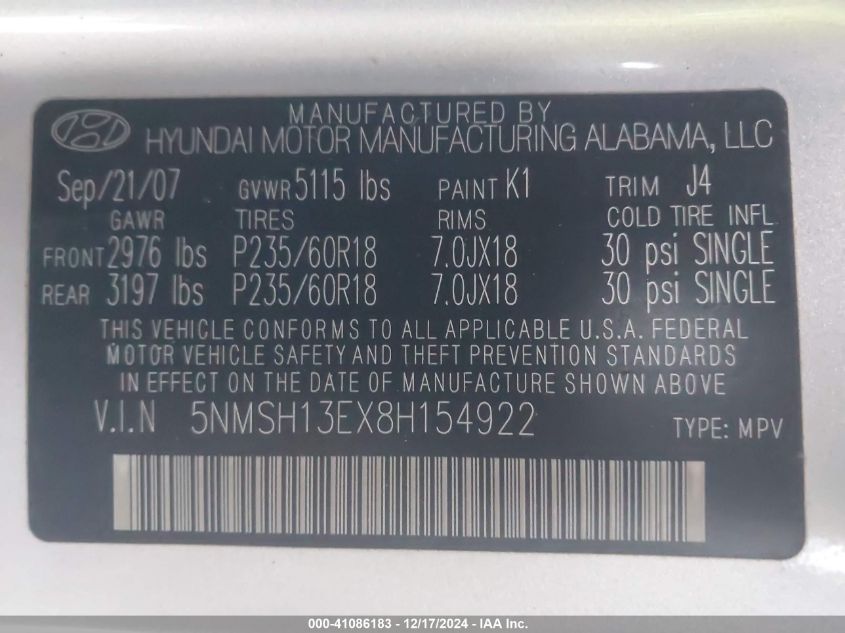 MANUFACTURED BY
HYUNDAI MOTOR MANUFACTURING ALABAMA, LLC
Sep/21/07 GVWR 5115 lbs PAINT K1 TRIM J4
GAWR TIRES RIMS COLD TIRE INFL
FRONT 2976 lbs P235/60R18 7.0JX18 30 psi SINGLE
REAR 3197 lbs P235/60R18 7.0JX18 30 psi SINGLE
THIS VEHICLE CONFORMS TO ALL APPLICABLE U.S.A. FEDERAL
MOTOR VEHICLE SAFETY AND THEFT PREVENTION STANDARDS
IN EFFECT ON THE DATE OF MANUFACTURE SHOWN ABOVE
V.I.N 5NMSH13EX8H154922 TYPE: MPV
000-41086183 - 12/17/2024 - IAA Inc.